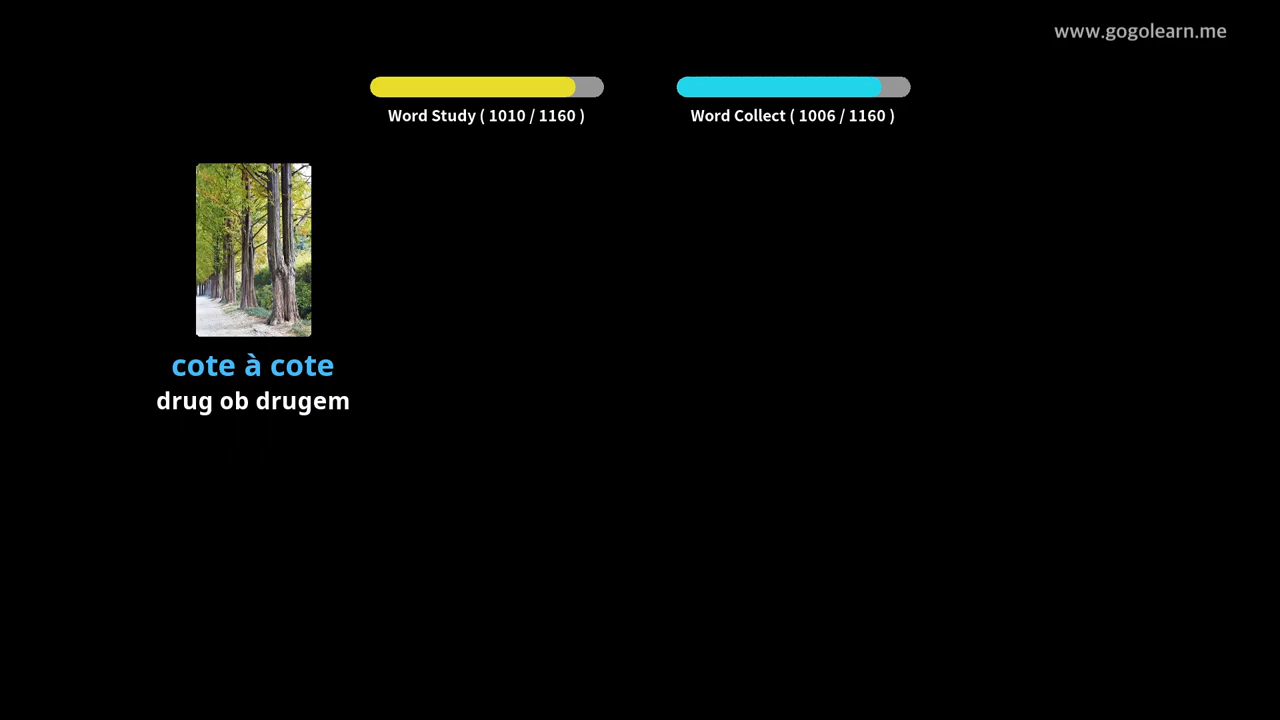 www.gogolearn.me
Word Study ( 1010 / 1160 )
Word Collect ( 1006 / 1160 )
cote à cote
drug ob drugem